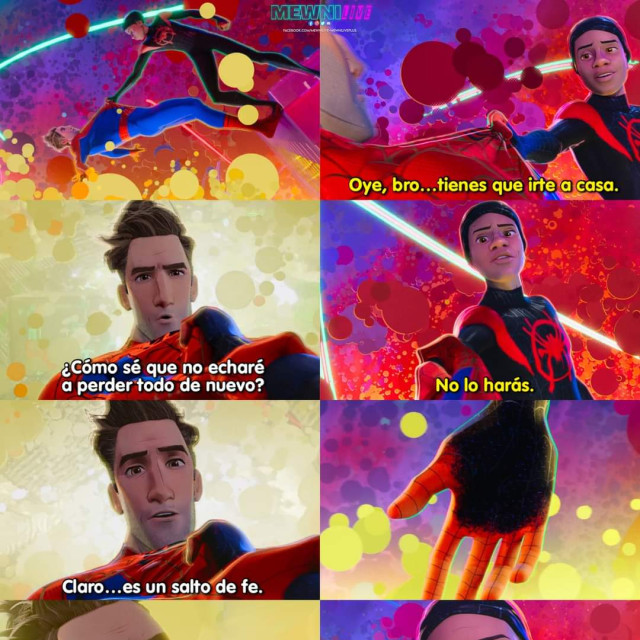 MEWNILIVE
Oye, bro...tienes que irte a casa.
¿Cómo sé que no echaré
a perder todo de nuevo?
No lo harás.
Claro...es un salto de fe.